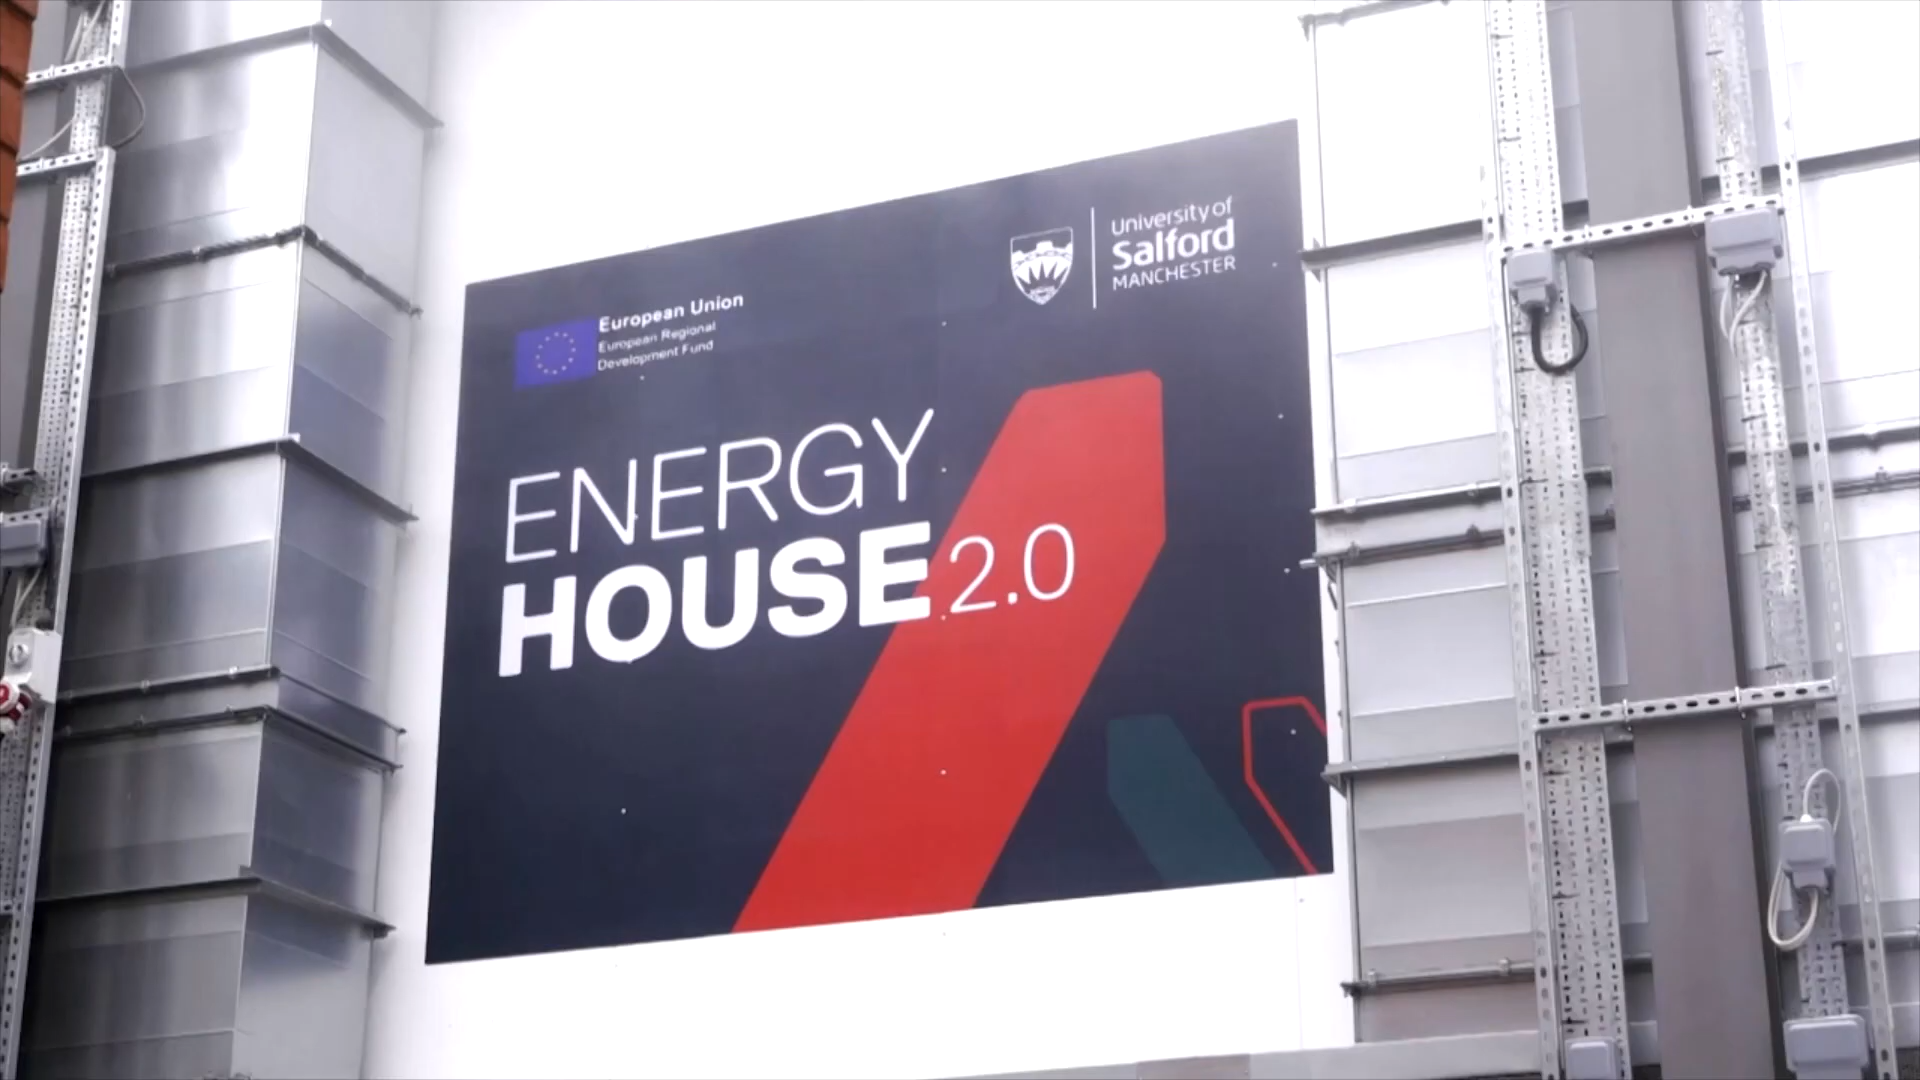 University of
Salford
MANCHESTER
European Union
European Regional
Development Fund
ENERGY
HOUSE 2.0